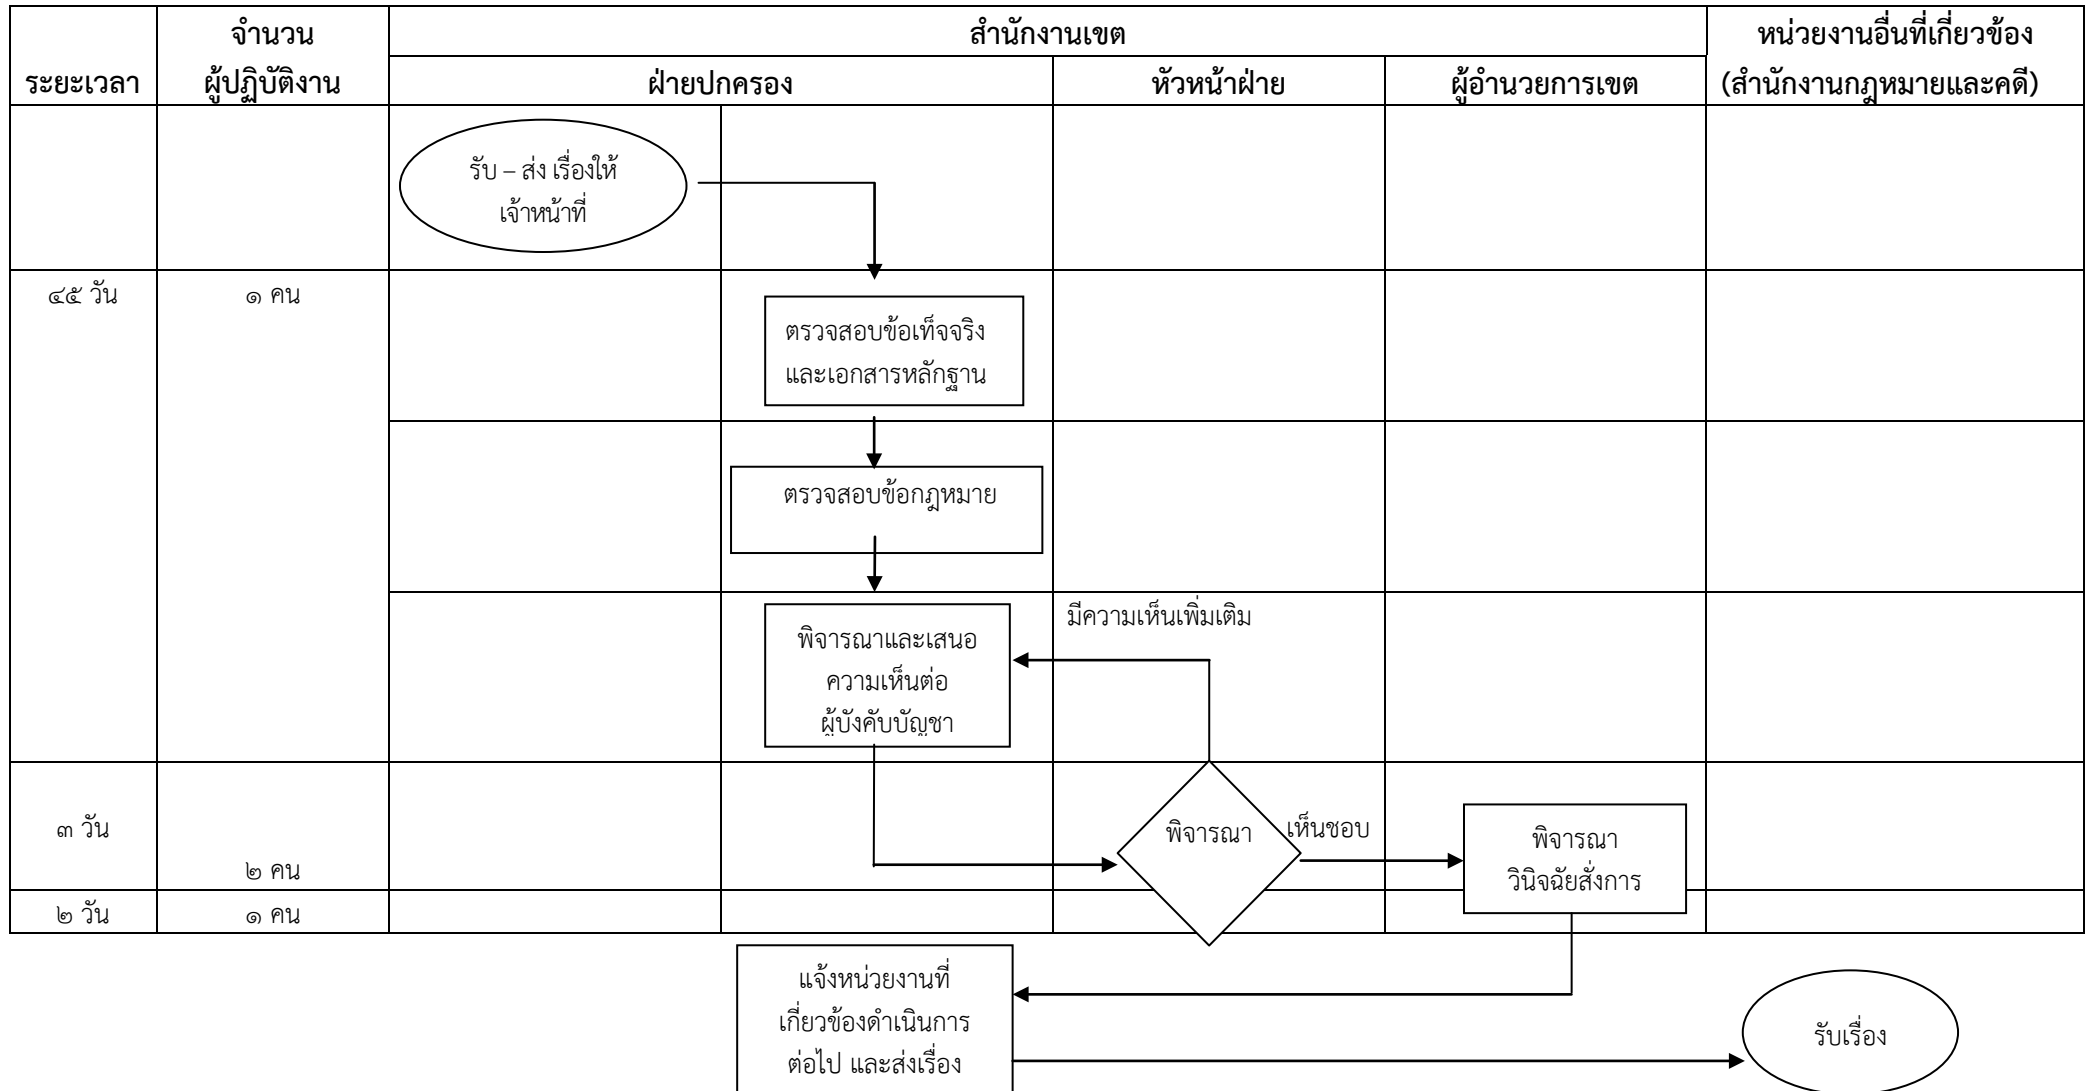 ระยะเวลา
จำนวน
ผู้ปฏิบัติงาน
สำนักงานเขต
หน่วยงานอื่นที่เกี่ยวข้อง
(สำนักงานกฎหมายและคดี)
ฝ่ายปกครอง
หัวหน้าฝ่าย
ผู้อำนวยการเขต
รับ – ส่ง เรื่องให้
เจ้าหน้าที่
๔๕ วัน
๑ คน
ตรวจสอบข้อเท็จจริง
และเอกสารหลักฐาน
ตรวจสอบข้อกฎหมาย
พิจารณาและเสนอ
ความเห็นต่อ
ผู้บังคับบัญชา
มีความเห็นเพิ่มเติม
๓ วัน
๒ คน
พิจารณา
เห็นชอบ
พิจารณา
วินิจฉัยสั่งการ
๒ วัน
๑ คน
แจ้งหน่วยงานที่
เกี่ยวข้องดำเนินการ
ต่อไป และส่งเรื่อง
รับเรื่อง